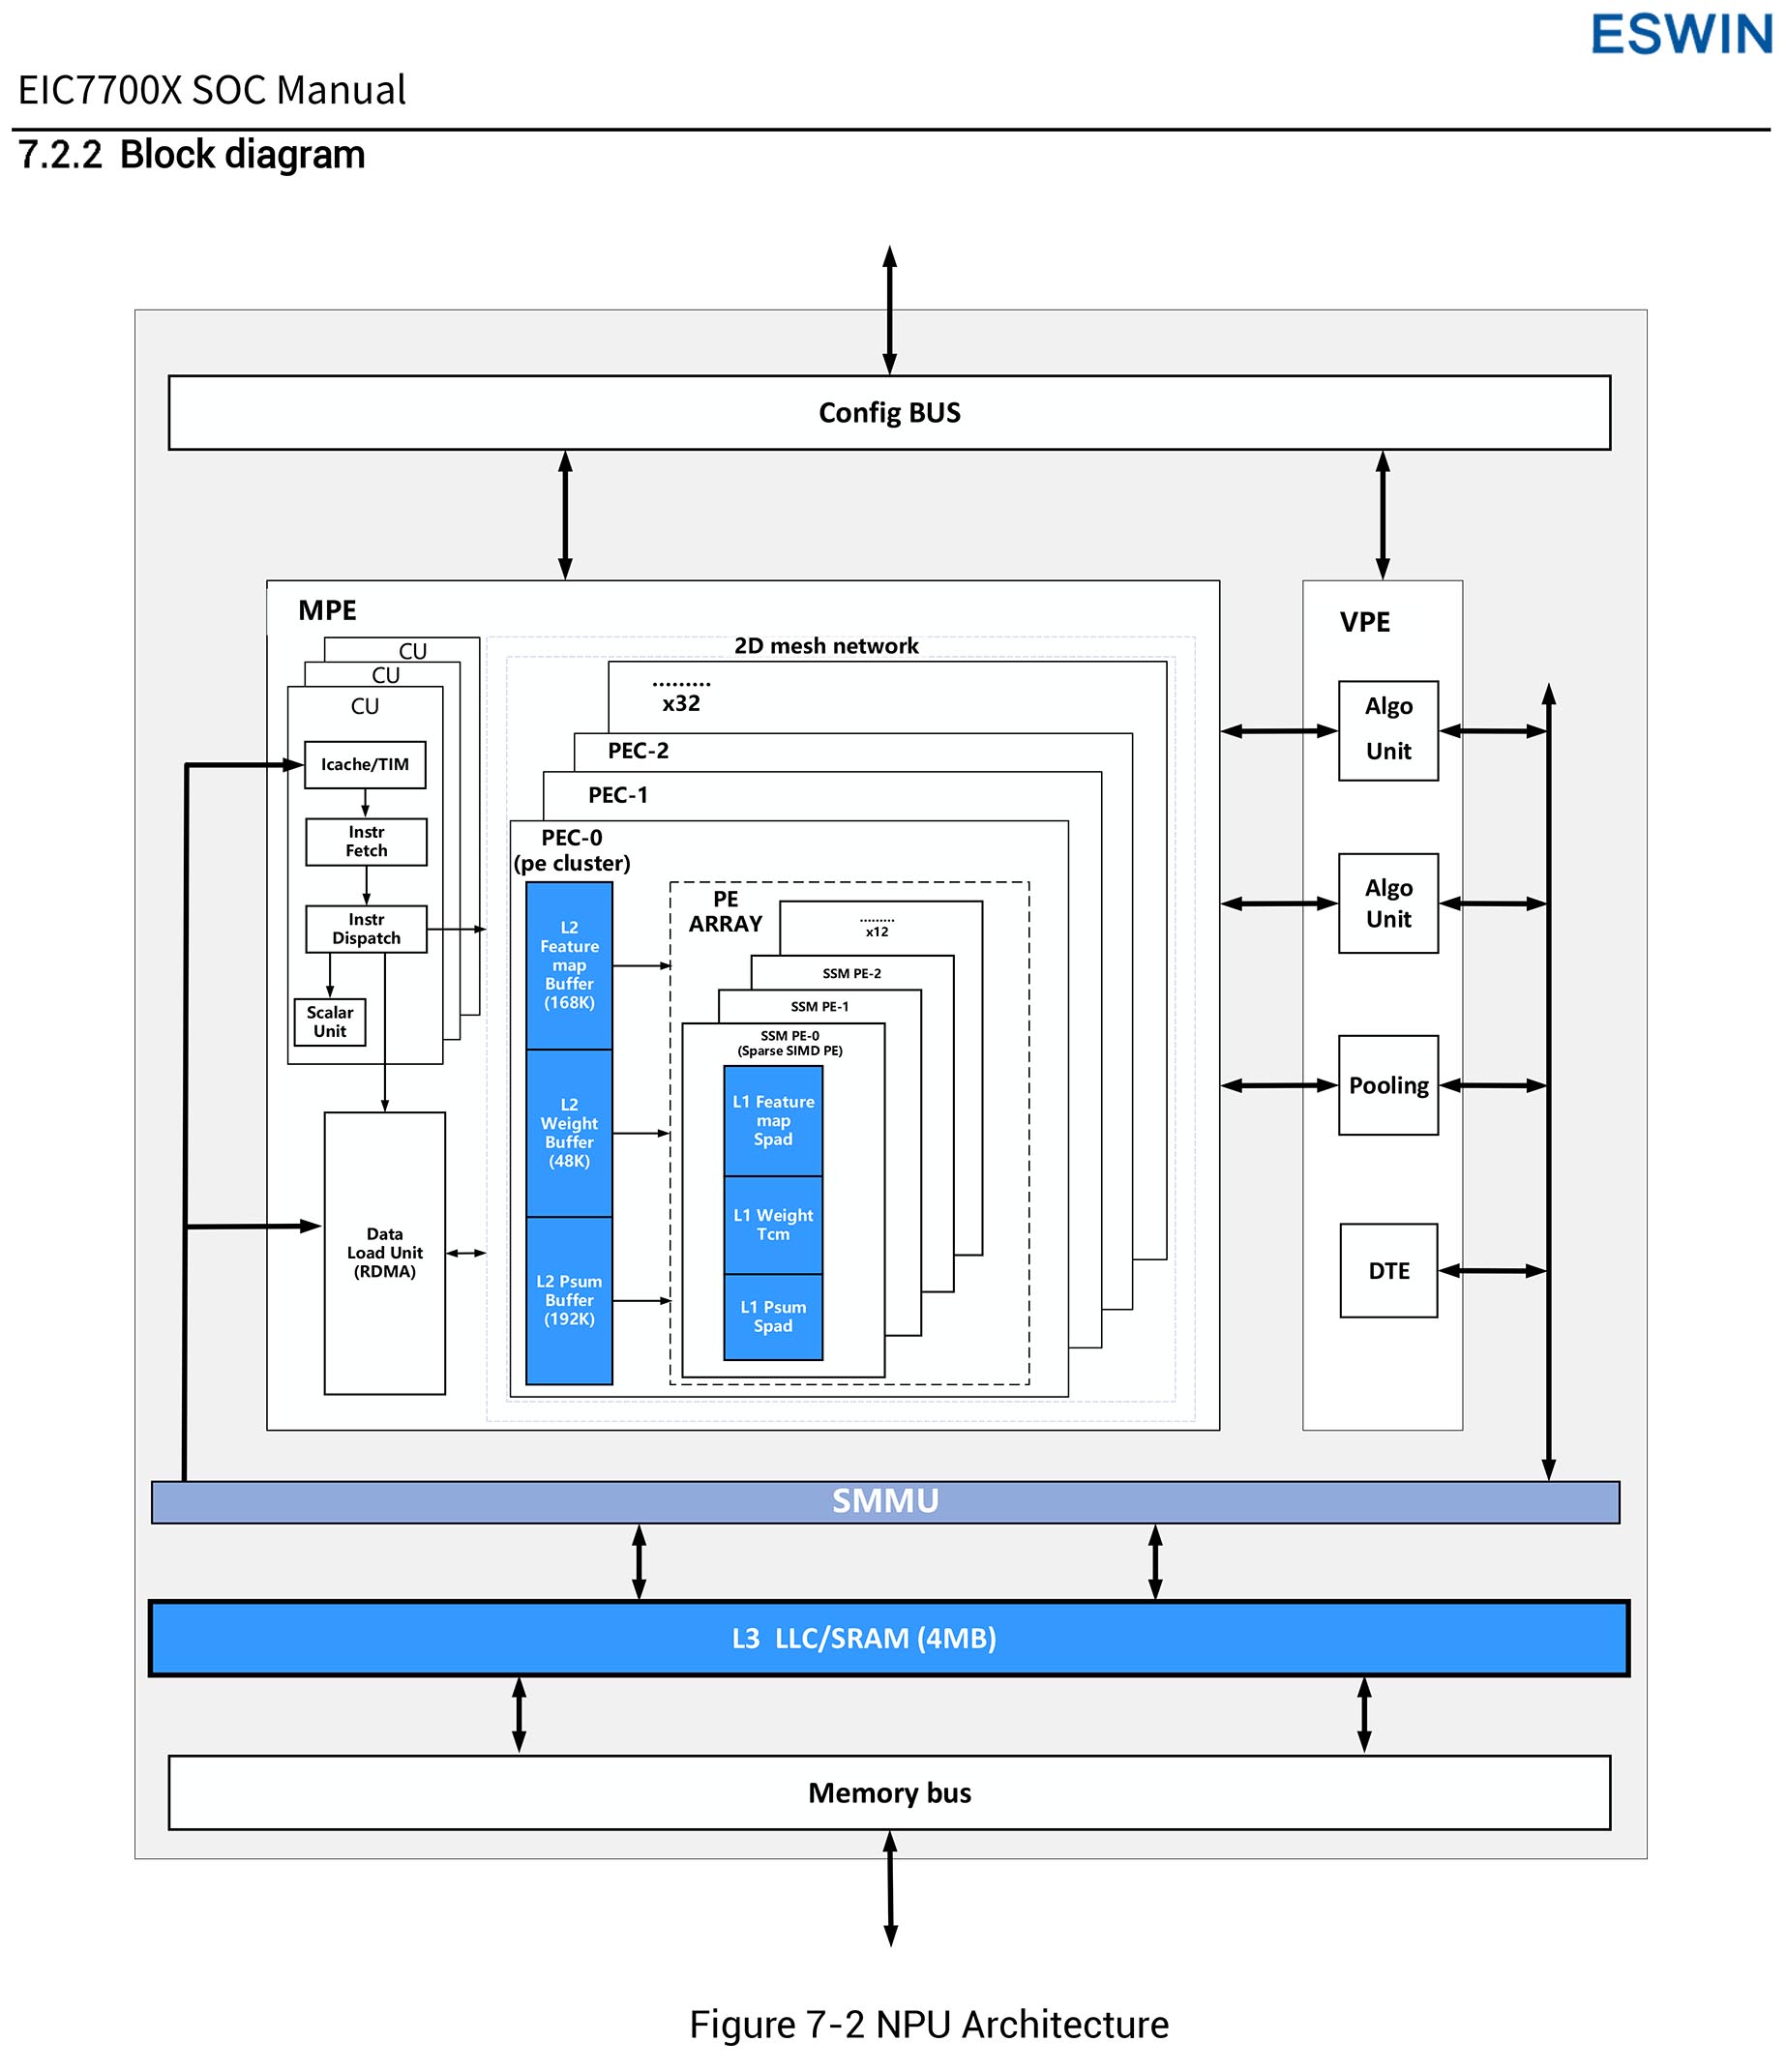 ESWIN
EIC7700X SOC Manual
7.2.2 Block diagram
Config BUS
MPE
CU
CU
CU
Icache/TIM
Instr
Fetch
Instr
Dispatch
Scalar
Unit
Data
Load Unit
(RDMA)
2D mesh network
.........
x32
PEC-2
PEC-1
PEC-0
(pe cluster)
L2
Feature
map
Buffer
(168K)
L2
Weight
Buffer
(48K)
L2 Psum
Buffer
(192K)
PE
ARRAY
.........
x12
SSM PE-2
SSM PE-1
SSM PE-0
(Sparse SIMD PE)
L1 Feature
map
Spad
L1 Weight
Tcm
L1 Psum
Spad
VPE
Algo
Unit
Algo
Unit
Pooling
DTE
SMMU
L3 LLC/SRAM (4MB)
Memory bus
Figure 7-2 NPU Architecture